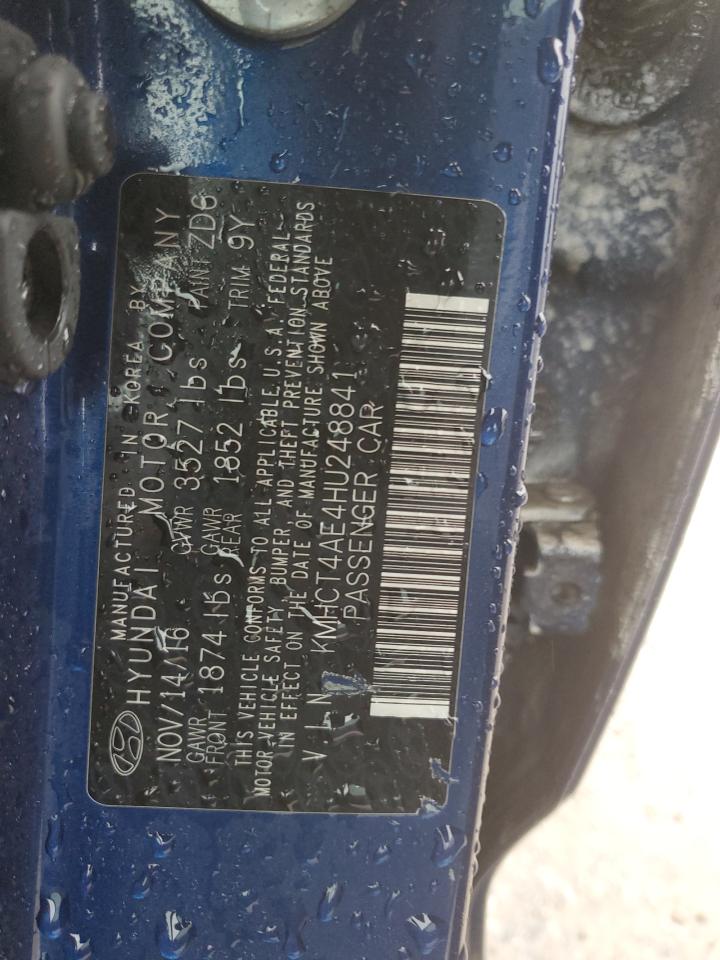 MANUFACTURED IN KOREA BY
HYUNDAI MOTOR COMPANY
NOV/14/16 GVWR 3527 lbs PAINT ZD6
GAWR FRONT 1874 lbs GAWR REAR 1852 lbs TRIM 9Y
THIS VEHICLE CONFORMS TO ALL APPLICABLE U.S.A. FEDERAL
MOTOR VEHICLE SAFETY, BUMPER, AND THEFT PREVENTION STANDARDS
IN EFFECT ON THE DATE OF MANUFACTURE SHOWN ABOVE
V.I.N KMHCT4AE4HU248841
PASSENGER CAR